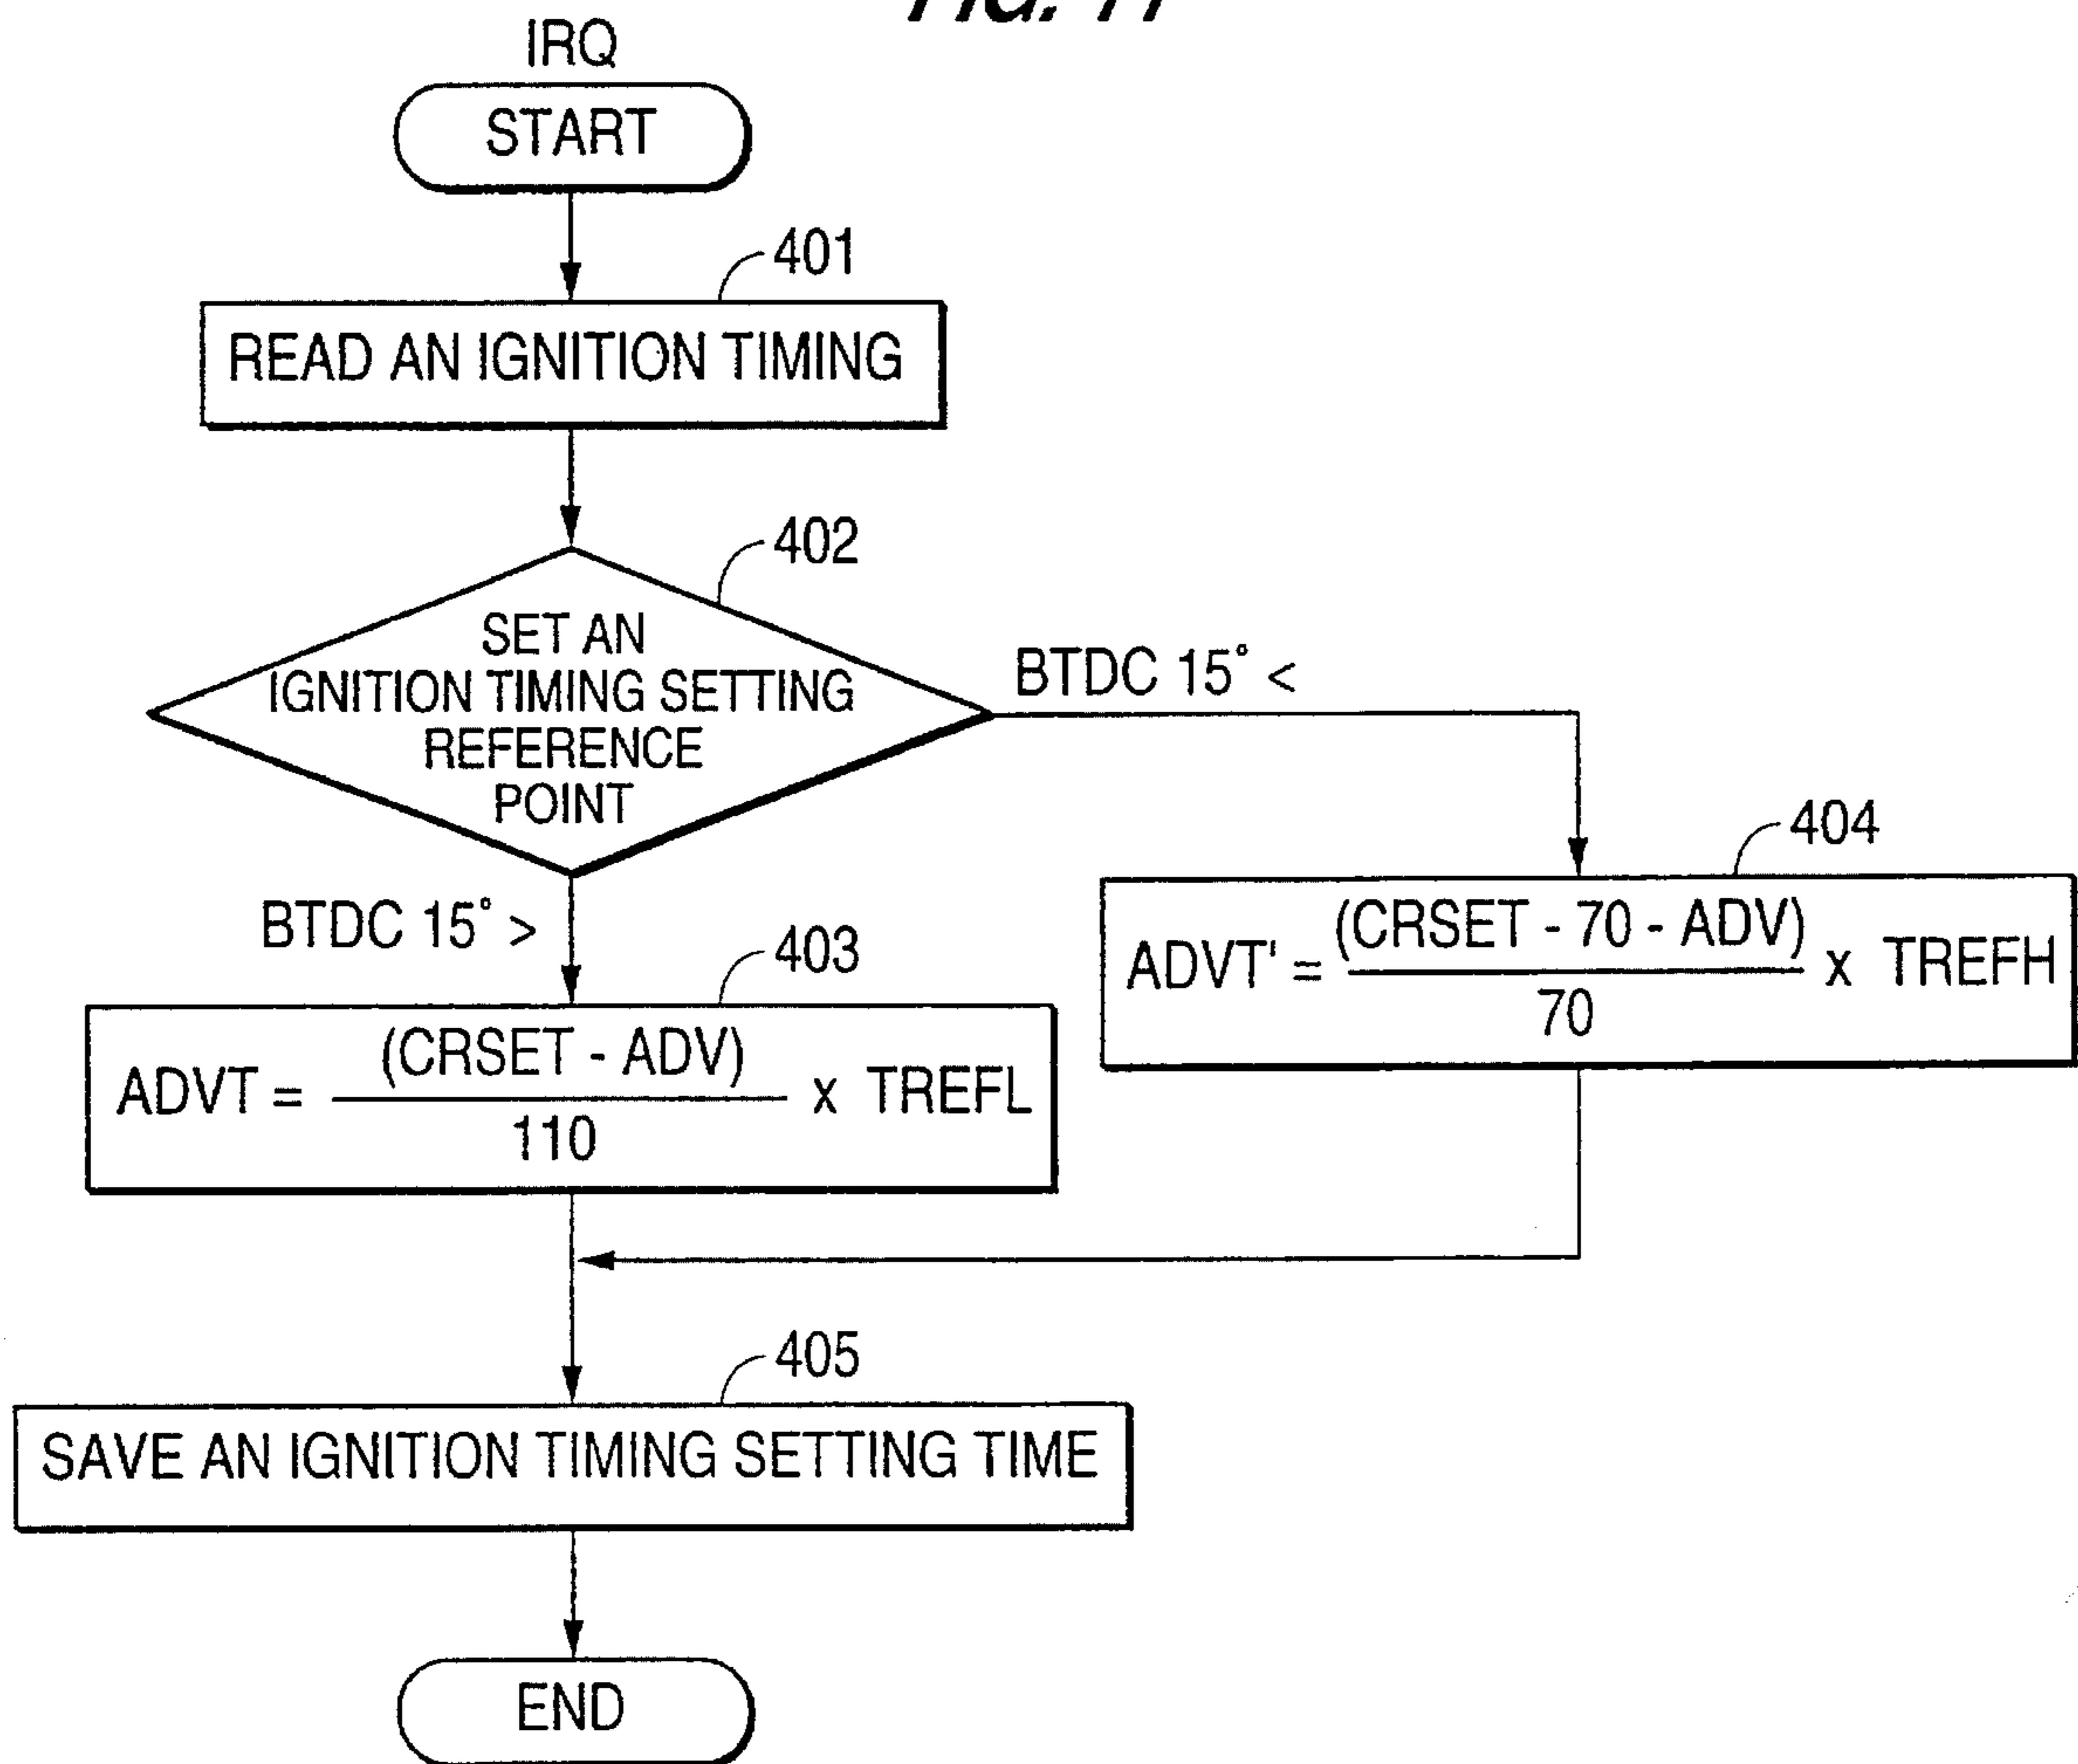 FIG. 11
IRQ
START
401
READ AN IGNITION TIMING
402
SET AN
IGNITION TIMING SETTING
REFERENCE
POINT
BTDC 15° <
BTDC 15° >
404
ADVT' = (CRSET - 70 - ADV) / 70 x TREFH
403
ADVT = (CRSET - ADV) / 110 x TREFL
405
SAVE AN IGNITION TIMING SETTING TIME
END